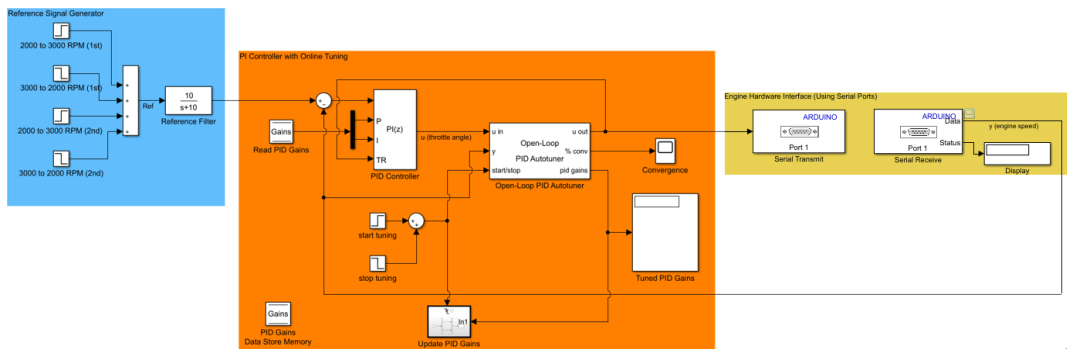 Reference Signal Generator
2000 to 3000 RPM (1st)
3000 to 2000 RPM (1st)
2000 to 3000 RPM (2nd)
3000 to 2000 RPM (2nd)
+
+
+
+
Ref
10
s+10
Reference Filter
PI Controller with Online Tuning
+
-
Gains
Read PID Gains
PI(z)
P
I
TR
PID Controller
u (throttle angle)
u in
y
start/stop
Open-Loop
PID Autotuner
u out
% conv
pid gains
Open-Loop PID Autotuner
Convergence
start tuning
+
+
stop tuning
Tuned PID Gains
Gains
PID Gains
Data Store Memory
In1
Update PID Gains
Engine Hardware Interface (Using Serial Ports)
ARDUINO
Port 1
Serial Transmit
ARDUINO
Data
Status
Port 1
Serial Receive
y (engine speed)
Display